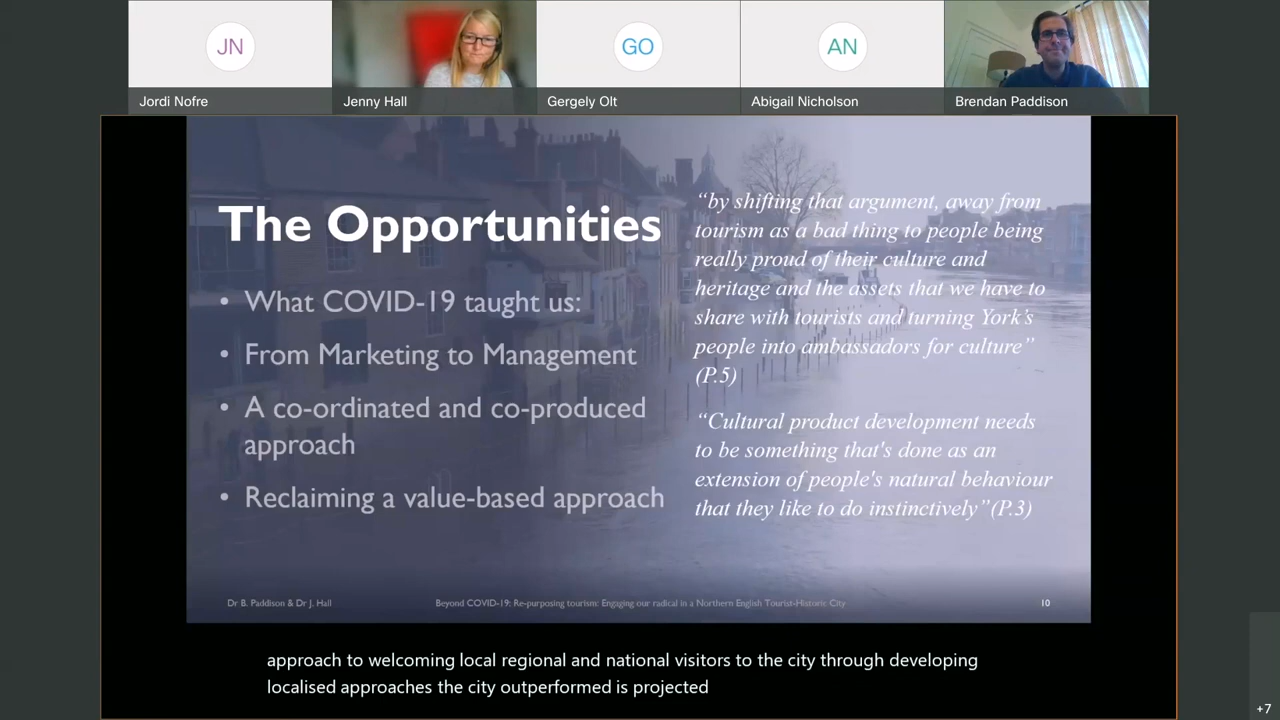 JN
GO
AN
Jordi Nofre
Jenny Hall
Gergely Olt
Abigail Nicholson
Brendan Paddison
The Opportunities
• What COVID-19 taught us:
• From Marketing to Management
• A co-ordinated and co-produced
approach
• Reclaiming a value-based approach
“by shifting that argument, away from
tourism as a bad thing to people being
really proud of their culture and
heritage and the assets that we have to
share with tourists and turning York’s
people into ambassadors for culture”
(P.5)
“Cultural product development needs
to be something that's done as an
extension of people's natural behaviour
that they like to do instinctively”(P.3)
Dr B. Paddison & Dr J. Hall
Beyond COVID-19: Re-purposing tourism: Engaging our radical in a Northern English Tourist-Historic City
10
approach to welcoming local regional and national visitors to the city through developing
localised approaches the city outperformed is projected
+7